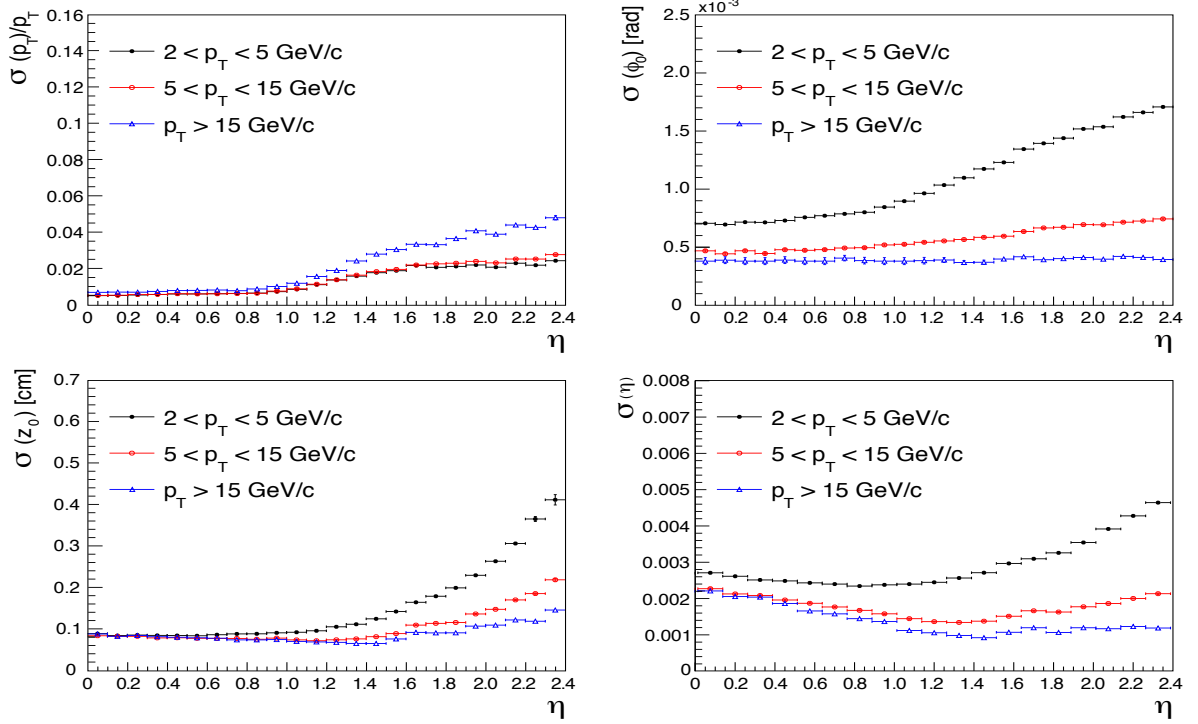 σ (p_T)/p_T
0.16
0.14
0.12
0.1
0.08
0.06
0.04
0.02
0
2 < p_T < 5 GeV/c
5 < p_T < 15 GeV/c
p_T > 15 GeV/c
0 0.2 0.4 0.6 0.8 1.0 1.2 1.4 1.6 1.8 2.0 2.2 2.4
η
σ (ϕ_0) [rad]
x10^-3
2.5
2.0
1.5
1.0
0.5
0
2 < p_T < 5 GeV/c
5 < p_T < 15 GeV/c
p_T > 15 GeV/c
0 0.2 0.4 0.6 0.8 1.0 1.2 1.4 1.6 1.8 2.0 2.2 2.4
η
σ (z_0) [cm]
0.7
0.6
0.5
0.4
0.3
0.2
0.1
0
2 < p_T < 5 GeV/c
5 < p_T < 15 GeV/c
p_T > 15 GeV/c
0 0.2 0.4 0.6 0.8 1.0 1.2 1.4 1.6 1.8 2.0 2.2 2.4
η
σ (η)
0.008
0.007
0.006
0.005
0.004
0.003
0.002
0.001
0
2 < p_T < 5 GeV/c
5 < p_T < 15 GeV/c
p_T > 15 GeV/c
0 0.2 0.4 0.6 0.8 1.0 1.2 1.4 1.6 1.8 2.0 2.2 2.4
η